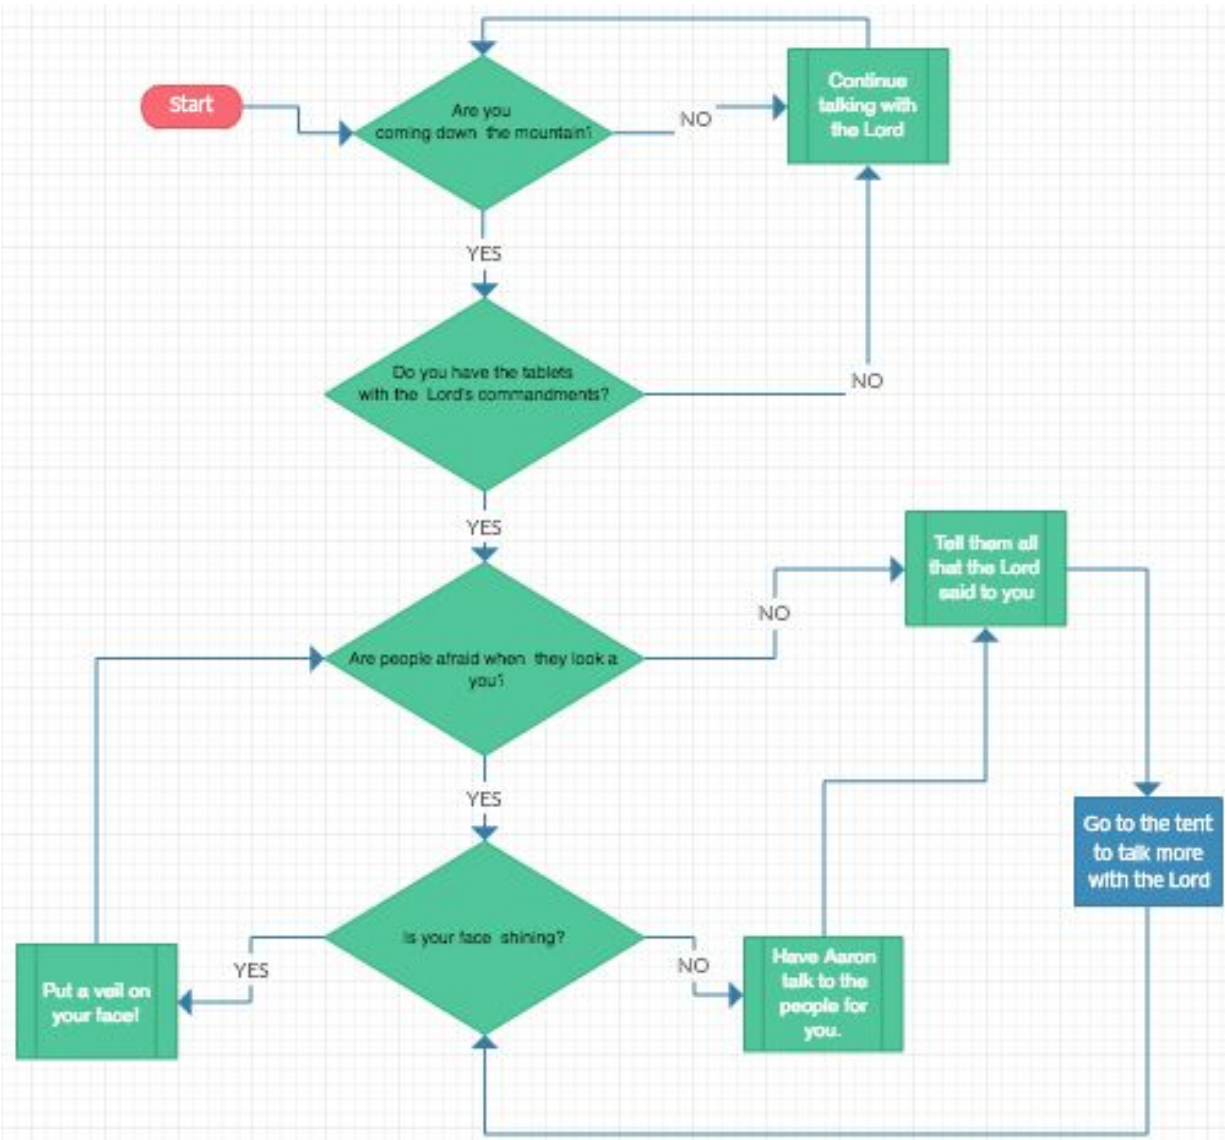 Start
Are you
coming down the mountain?
NO
Continue
talking with
the Lord
YES
Do you have the tablets
with the Lord's commandments?
NO
YES
Are people afraid when they look a
you?
NO
Tell them all
that the Lord
said to you
YES
Go to the tent
to talk more
with the Lord
Is your face shining?
YES
NO
Put a veil on
your face!
Have Aaron
talk to the
people for
you.